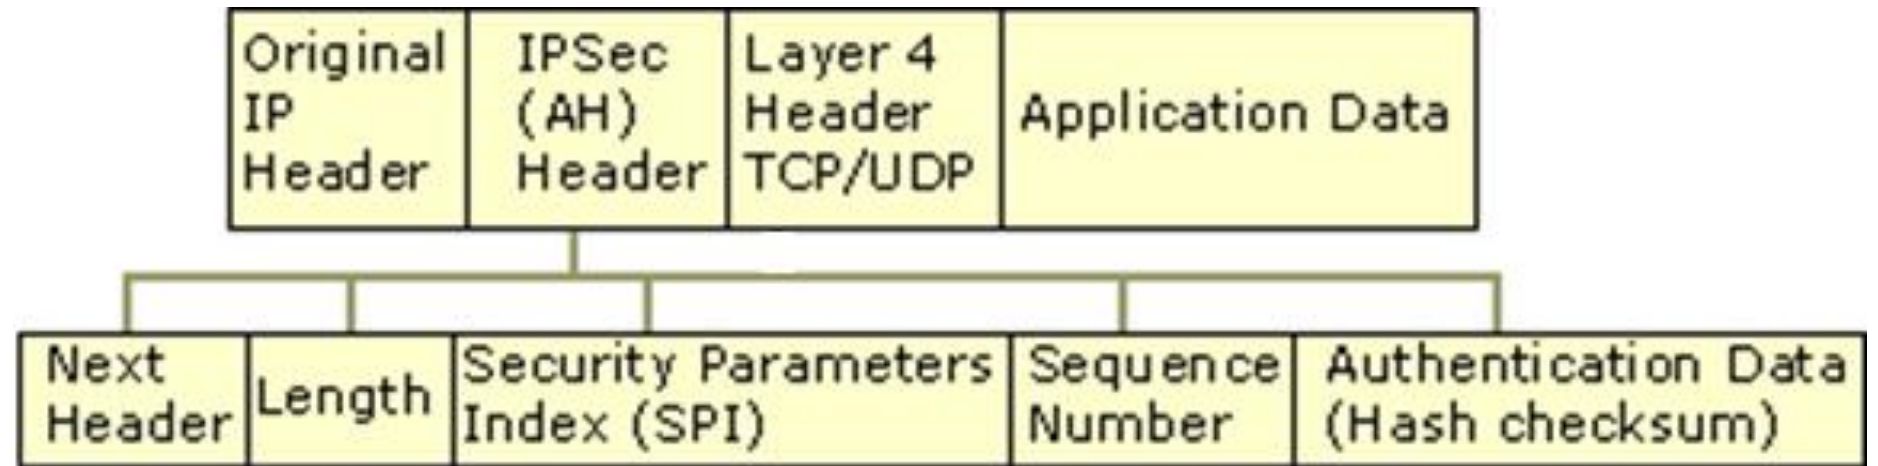 Original
IP
Header
IPSec
(AH)
Header
Layer 4
Header
TCP/UDP
Application Data
Next
Header
Length
Security Parameters
Index (SPI)
Sequence
Number
Authentication Data
(Hash checksum)